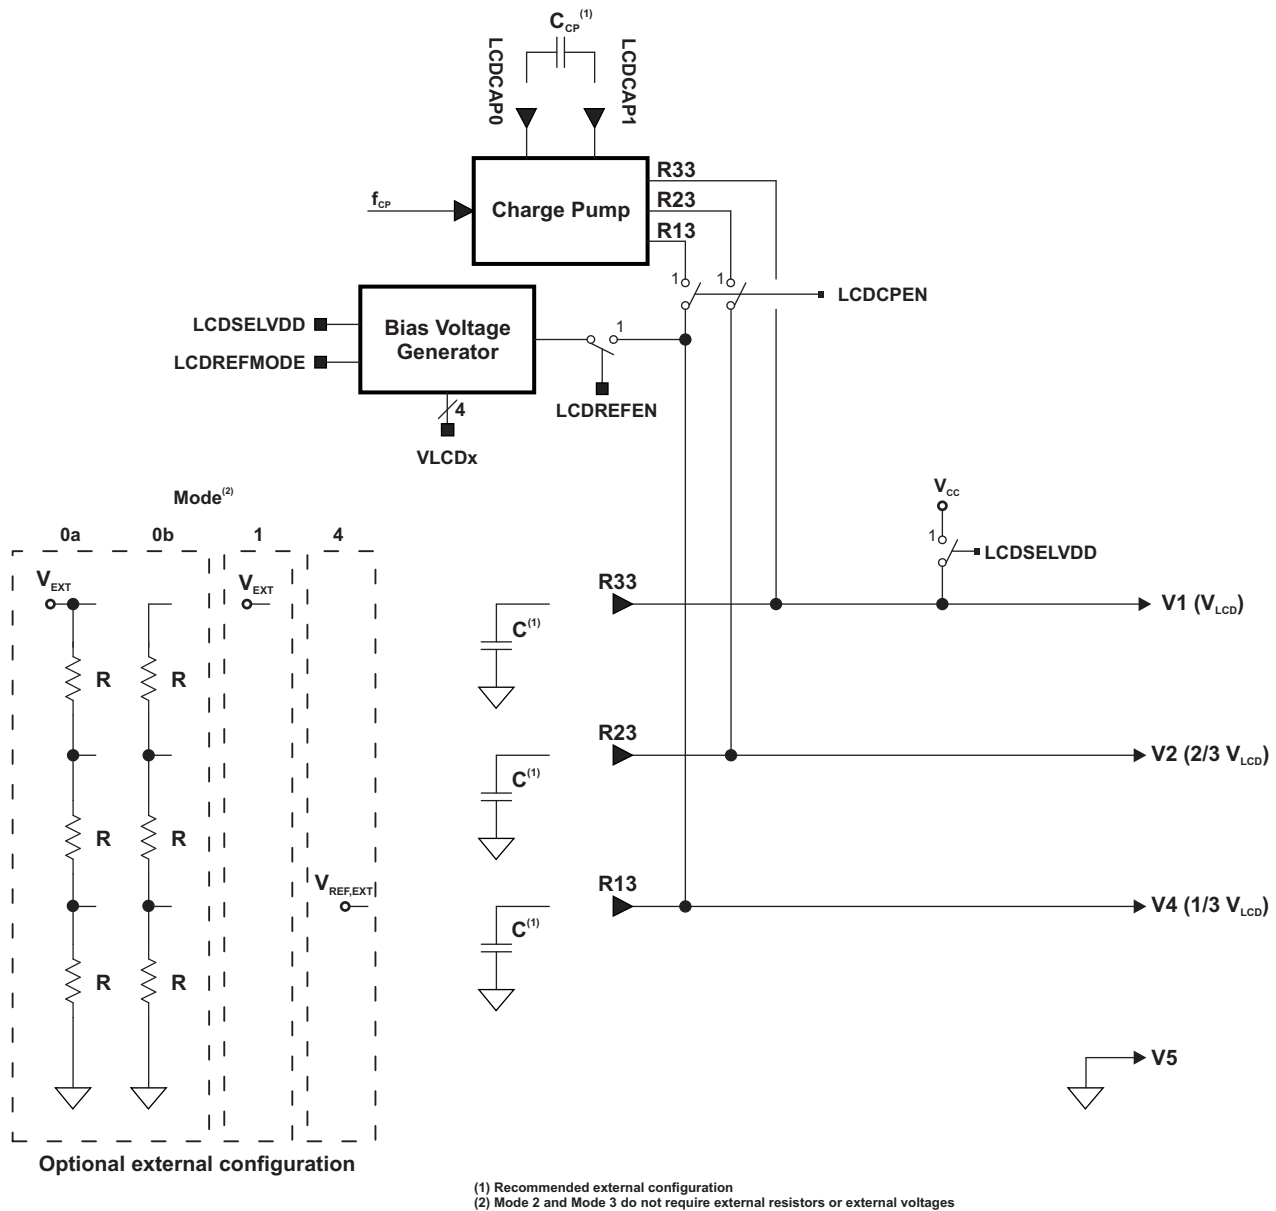 C_CP(1)
LCDCAP0
LCDCAP1
R33
R23
R13
f_CP
Charge Pump
1
1
LCDCPEN
LCDSELVDD
LCDREFMODE
Bias Voltage
Generator
1
LCDREFEN
4
VLCDx
Mode(2)
0a 0b 1 4
V_CC
1
LCDSELVDD
V_EXT
V_EXT
C(1)
R33
V1 (V_LCD)
R R
C(1)
R23
V2 (2/3 V_LCD)
R R
V_REF,EXT
C(1)
R13
V4 (1/3 V_LCD)
R R
V5
Optional external configuration
(1) Recommended external configuration
(2) Mode 2 and Mode 3 do not require external resistors or external voltages